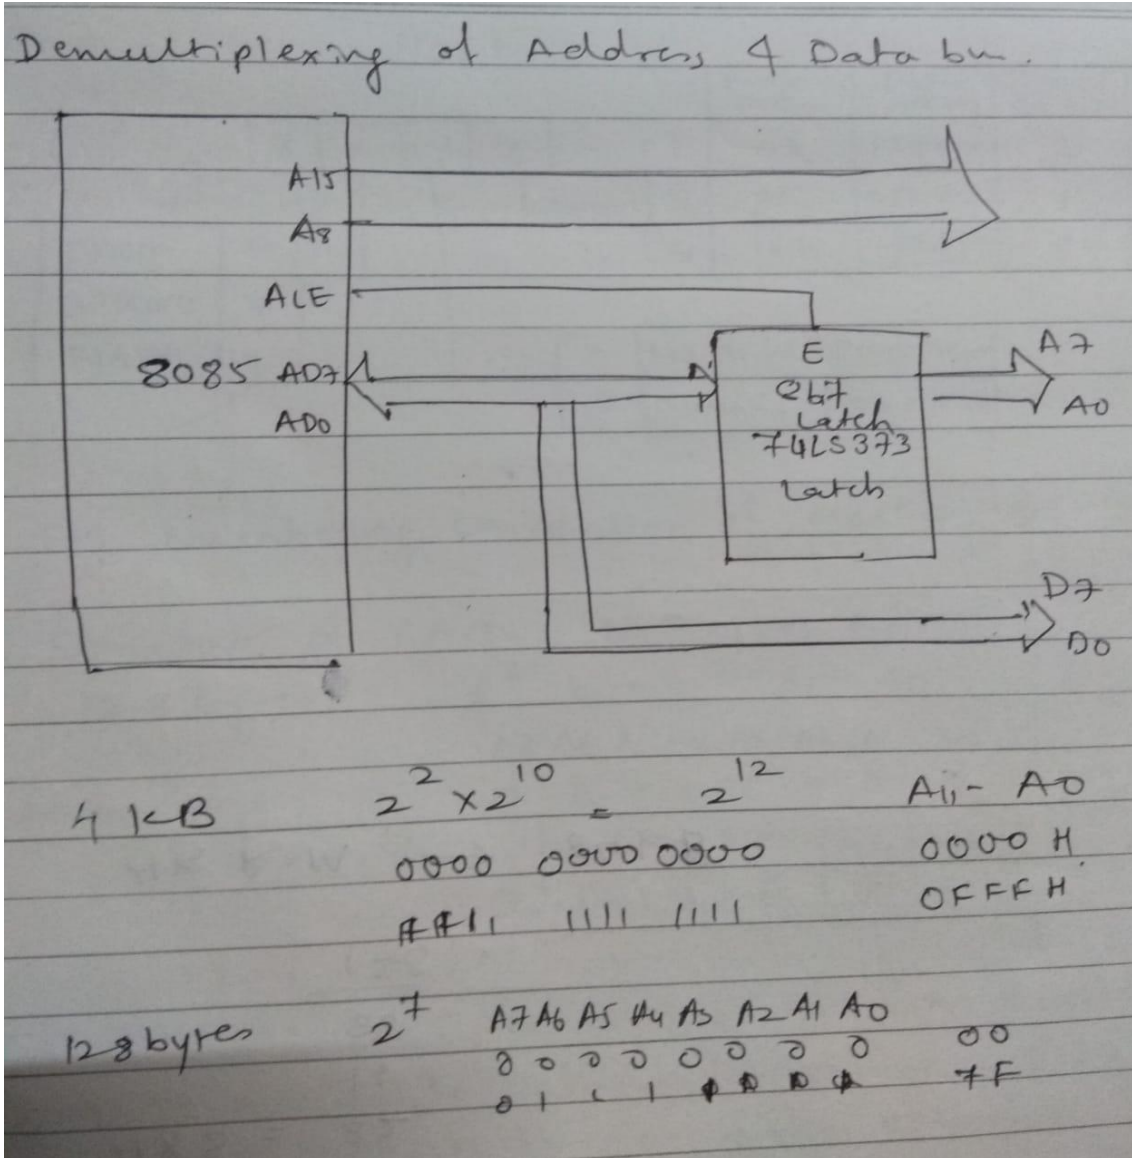 Demultiplexing of Address & Data bus.
A15
A8
ALE
8085 AD7
AD0
E
8bit
Latch
74LS373
Latch
A7
A0
D7
D0
4 KB 2^2 x 2^10 = 2^12 A11 - A0
0000 0000 0000 0000 H
1111 1111 1111 0FFF H
128 bytes 2^7 A7 A6 A5 A4 A3 A2 A1 A0
0 0 0 0 0 0 0 0 00
0 1 1 1 1 1 1 1 7F